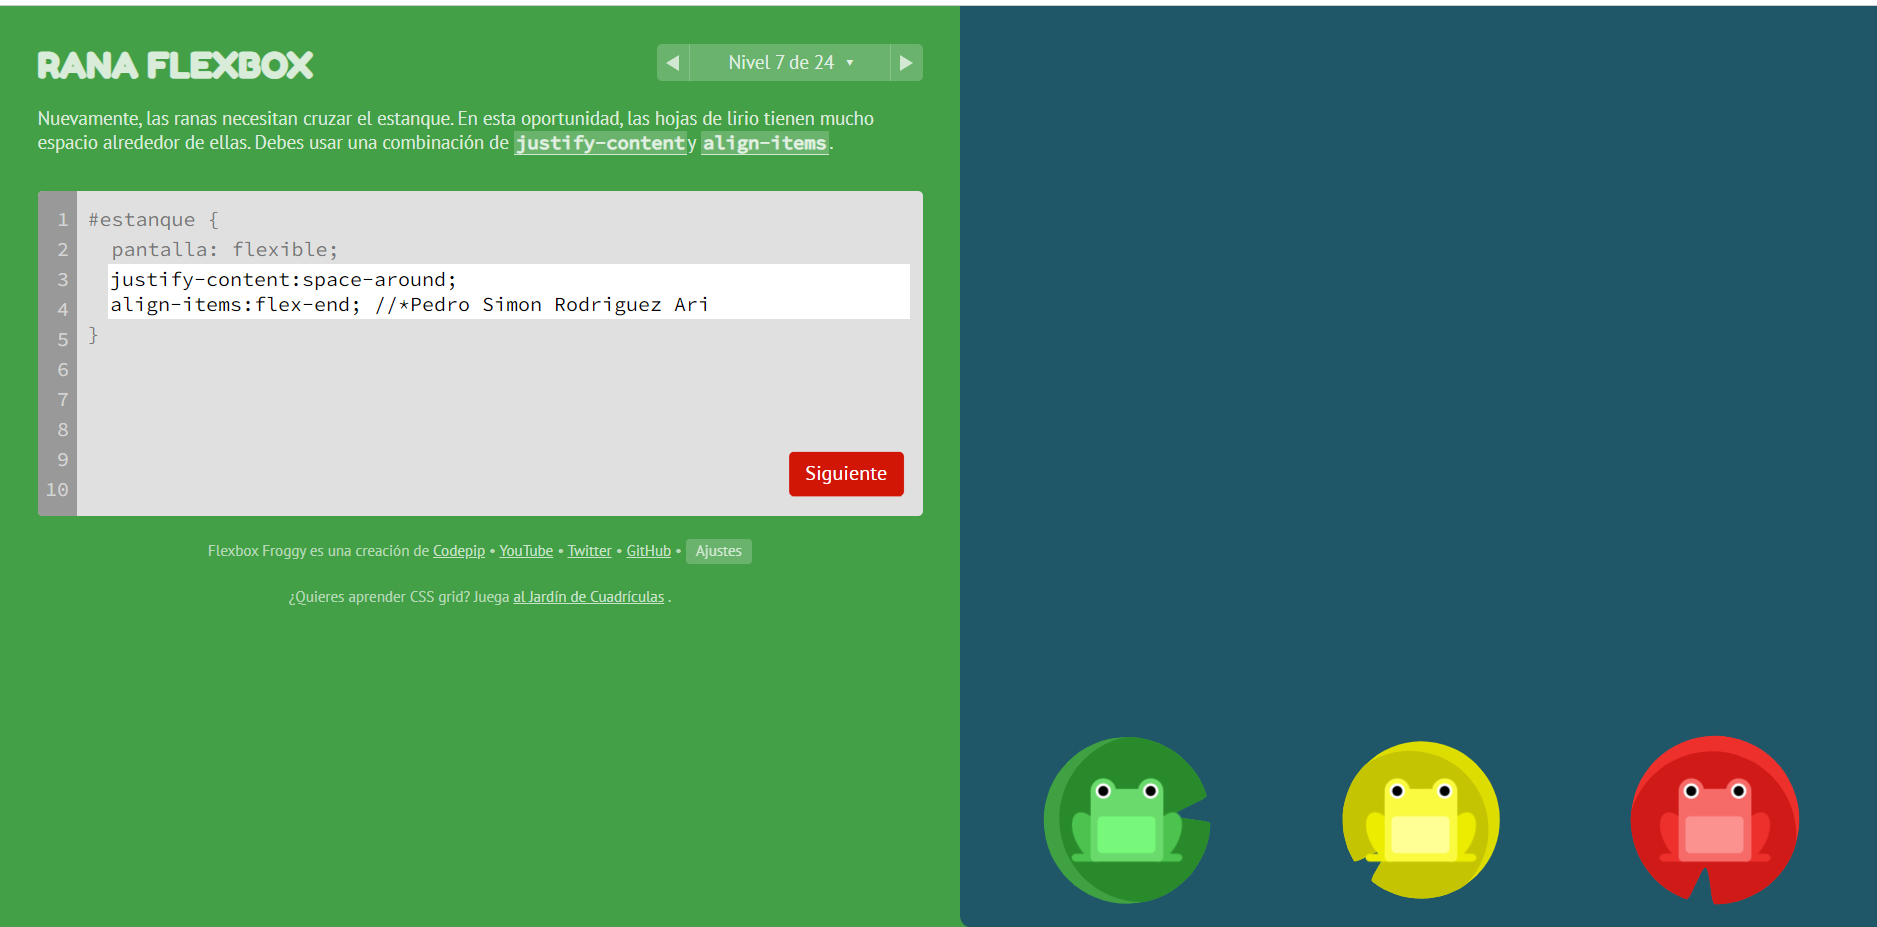 RANA FLEXBOX
◀ Nivel 7 de 24 ▼ ▶
Nuevamente, las ranas necesitan cruzar el estanque. En esta oportunidad, las hojas de lirio tienen mucho
espacio alrededor de ellas. Debes usar una combinación de justify-content y align-items.
1 #estanque {
2 pantalla: flexible;
3 justify-content:space-around;
4 align-items:flex-end; //*Pedro Simon Rodriguez Ari
5 }
6
7
8
9
10
Siguiente
Flexbox Froggy es una creación de Codepip • YouTube • Twitter • GitHub • Ajustes
¿Quieres aprender CSS grid? Juega al Jardín de Cuadrículas .